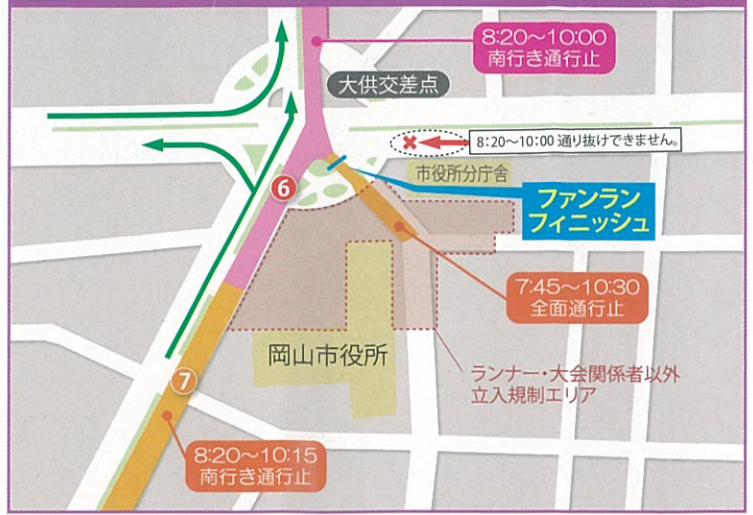 8:20〜10:00
南行き通行止
大供交差点
8:20〜10:00 通り抜けできません。
市役所分庁舎
ファンラン
フィニッシュ
6
7:45〜10:30
全面通行止
岡山市役所
ランナー・大会関係者以外
立入規制エリア
7
8:20〜10:15
南行き通行止